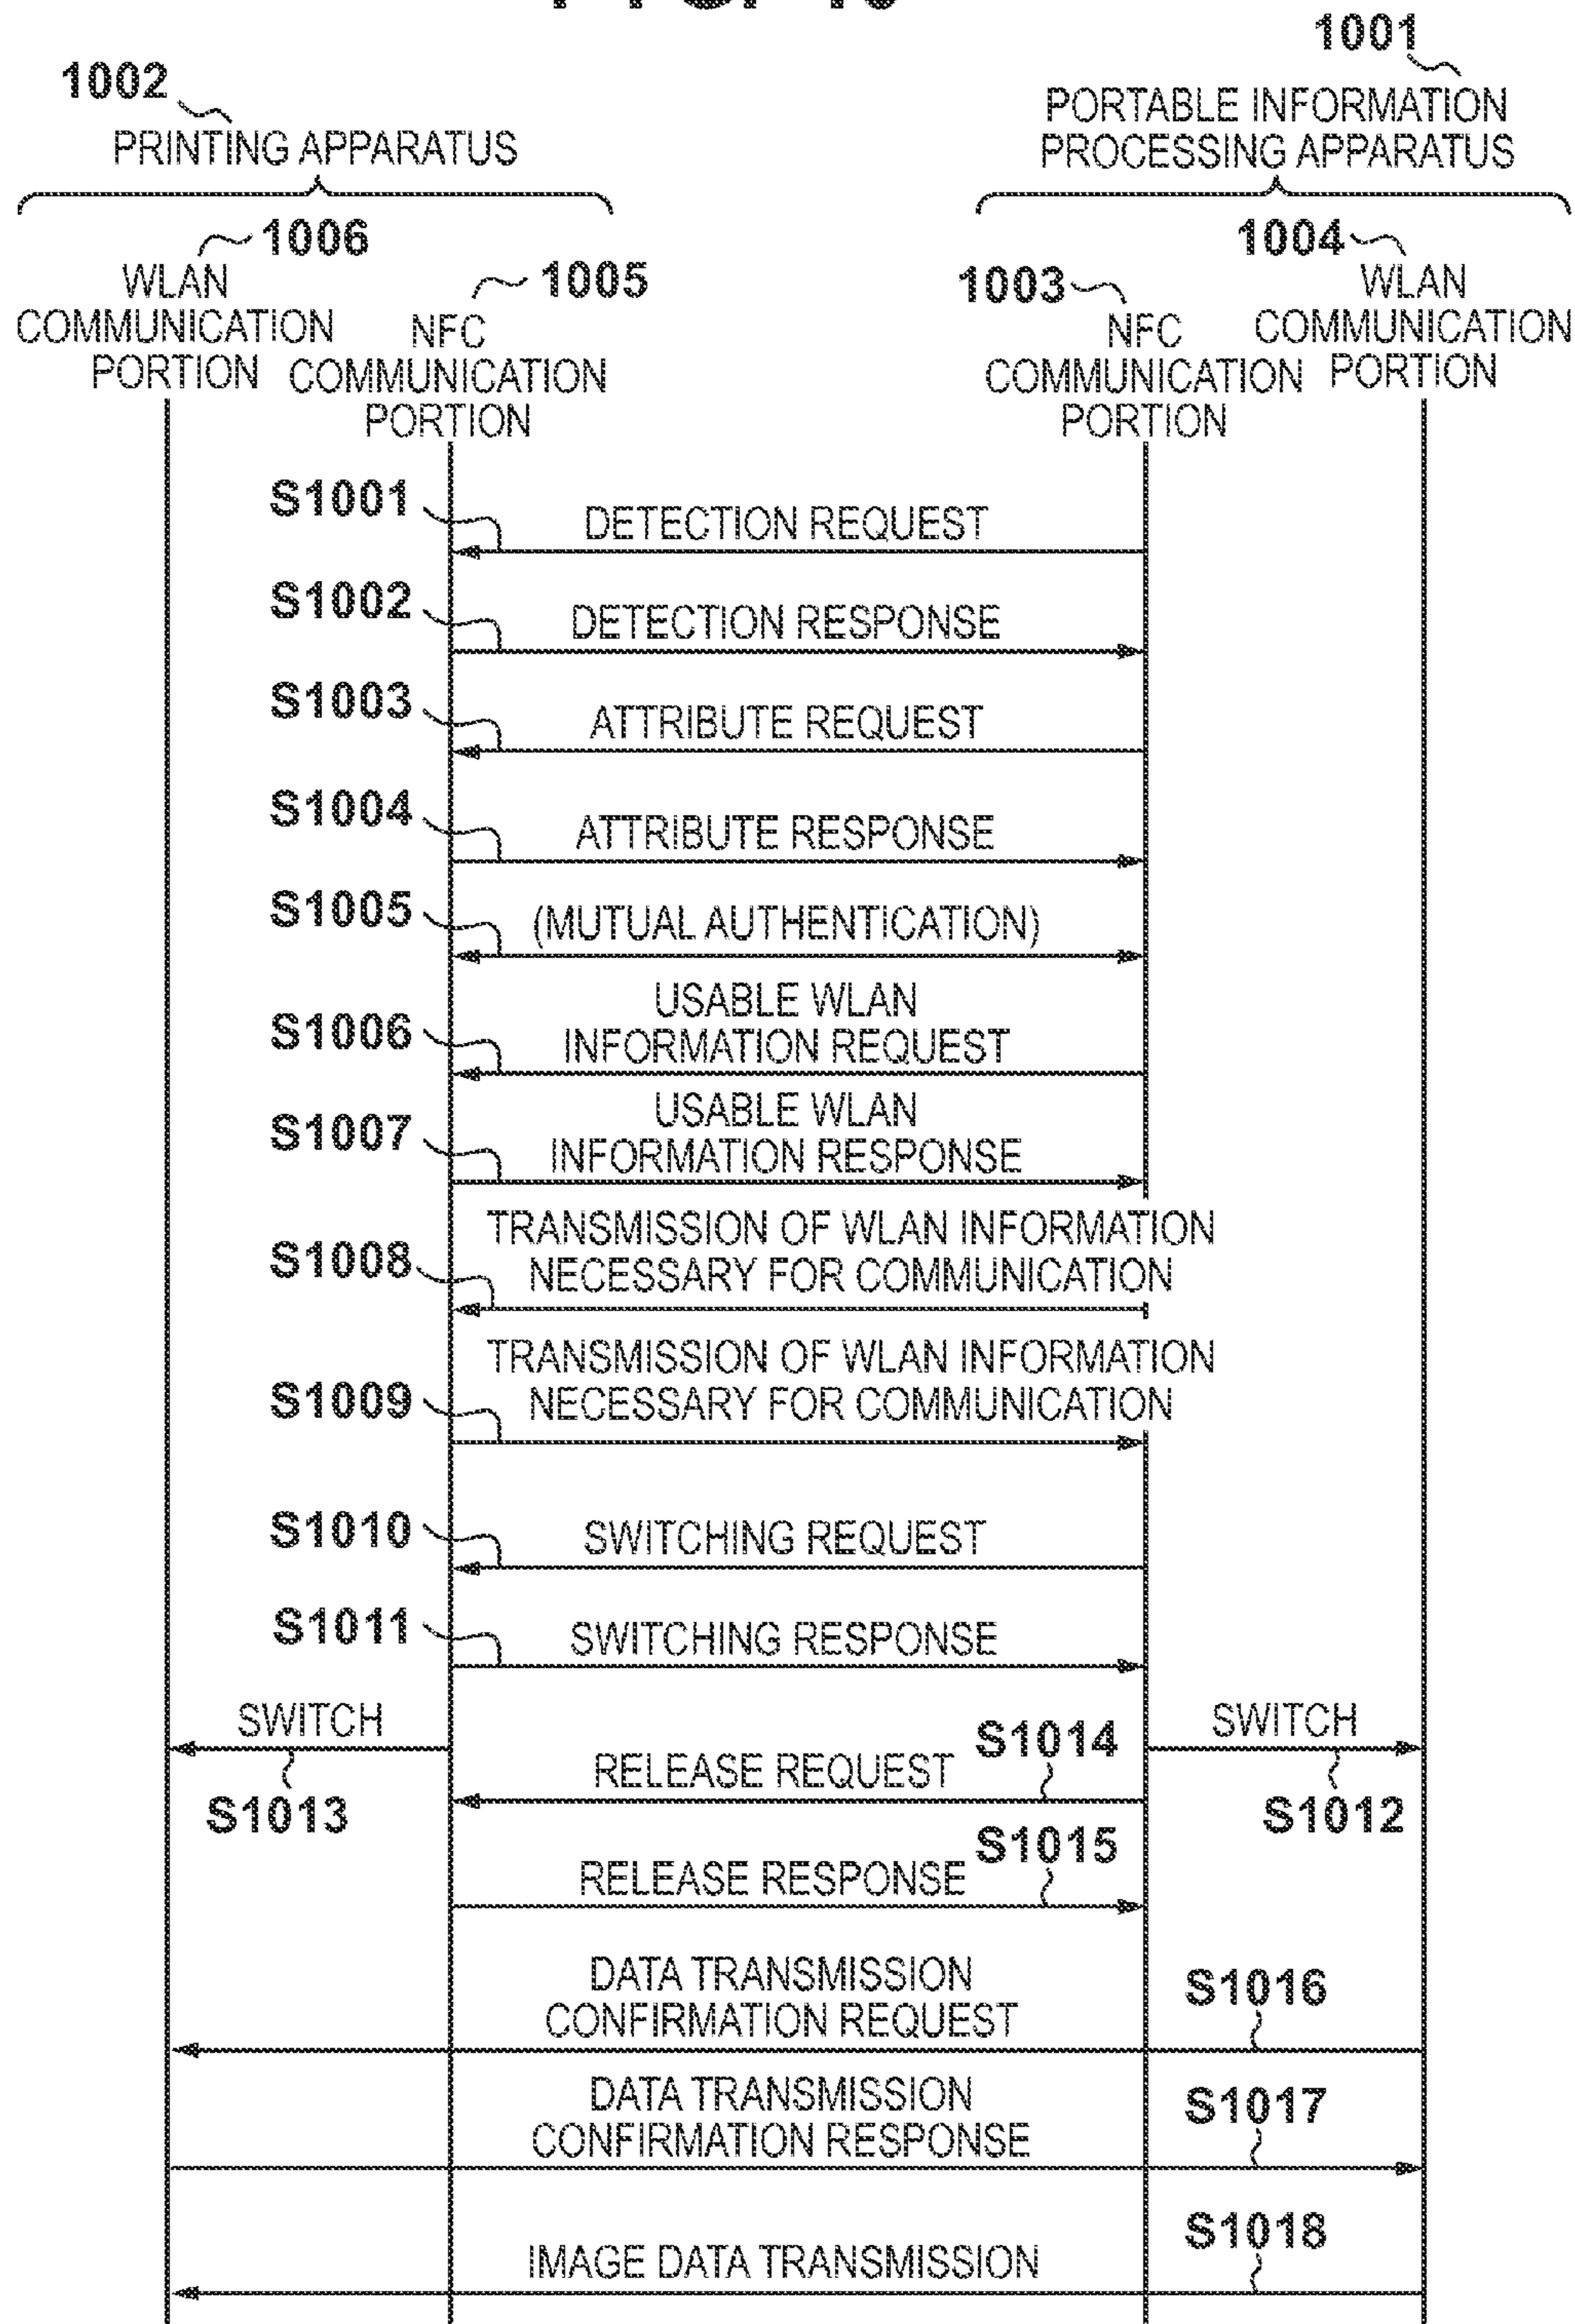 1001
1002
PORTABLE INFORMATION
PROCESSING APPARATUS
PRINTING APPARATUS
1006
1004
1005
1003
WLAN
COMMUNICATION
PORTION
NFC
COMMUNICATION
PORTION
NFC
COMMUNICATION
PORTION
WLAN
COMMUNICATION
PORTION
S1001
DETECTION REQUEST
S1002
DETECTION RESPONSE
S1003
ATTRIBUTE REQUEST
S1004
ATTRIBUTE RESPONSE
S1005
(MUTUAL AUTHENTICATION)
S1006
USABLE WLAN
INFORMATION REQUEST
S1007
USABLE WLAN
INFORMATION RESPONSE
S1008
TRANSMISSION OF WLAN INFORMATION
NECESSARY FOR COMMUNICATION
S1009
TRANSMISSION OF WLAN INFORMATION
NECESSARY FOR COMMUNICATION
S1010
SWITCHING REQUEST
S1011
SWITCHING RESPONSE
SWITCH
S1013
SWITCH
S1012
RELEASE REQUEST
S1014
RELEASE RESPONSE
S1015
DATA TRANSMISSION
CONFIRMATION REQUEST
S1016
DATA TRANSMISSION
CONFIRMATION RESPONSE
S1017
IMAGE DATA TRANSMISSION
S1018